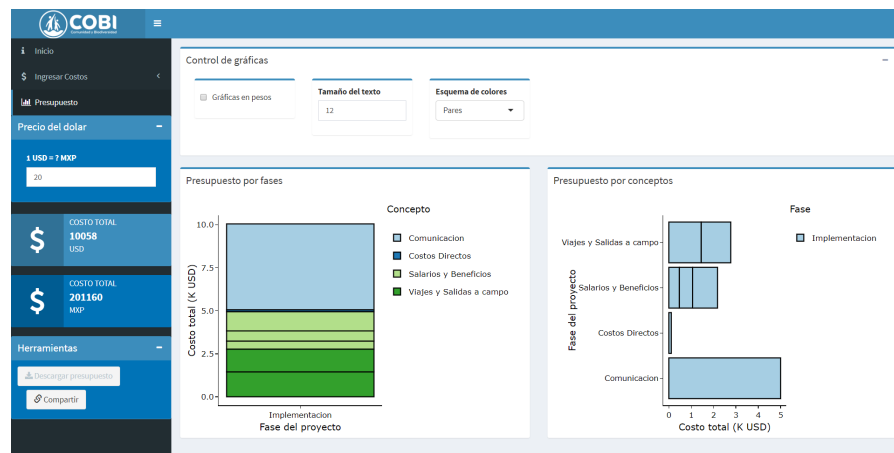 COBI
Comunidad y Biodiversidad
Inicio
$ Ingresar Costos
Presupuesto
Precio del dolar
1 USD = ? MXP
20
COSTO TOTAL
10058
USD
COSTO TOTAL
201160
MXP
Herramientas
Descargar presupuesto
Compartir
Control de gráficas
Gráficas en pesos
Tamaño del texto
12
Esquema de colores
Pares
Presupuesto por fases
Concepto
Comunicacion
Costos Directos
Salarios y Beneficios
Viajes y Salidas a campo
10.0
7.5
5.0
2.5
0.0
Costo total (K USD)
Implementacion
Fase del proyecto
Presupuesto por conceptos
Fase
Implementacion
Viajes y Salidas a campo
Salarios y Beneficios
Costos Directos
Comunicacion
Fase del proyecto
0 1 2 3 4 5
Costo total (K USD)